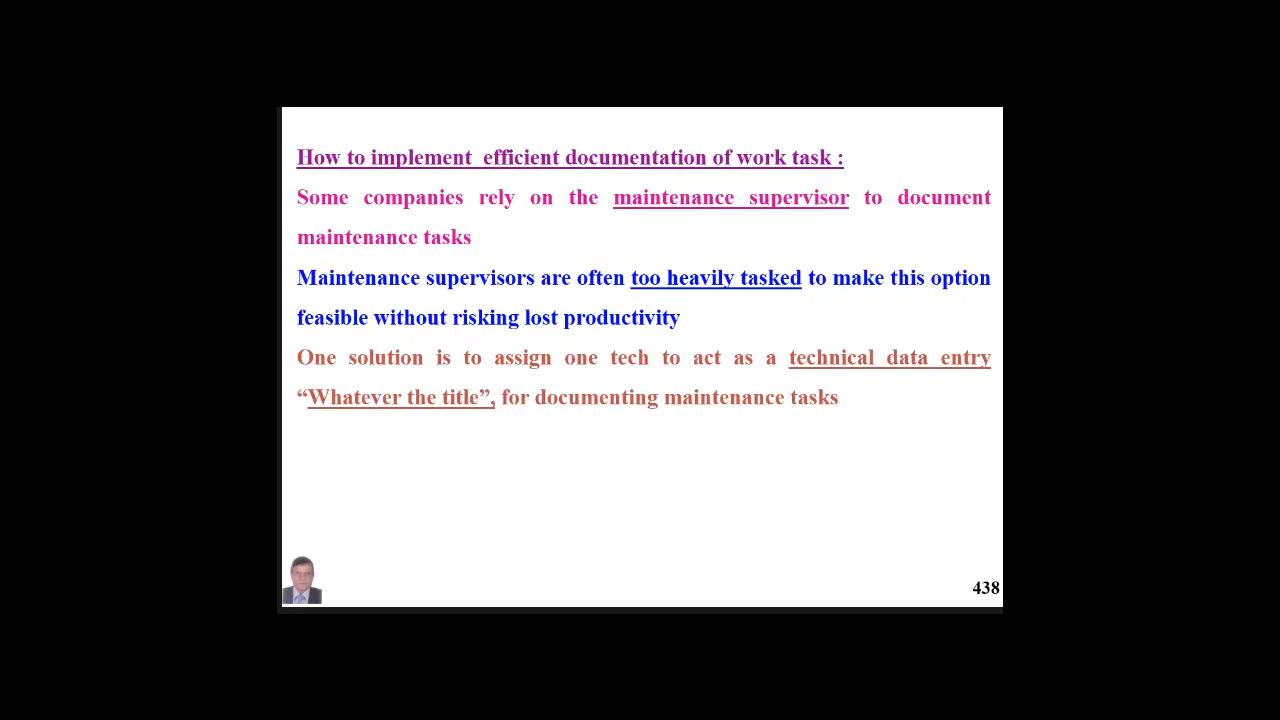 How to implement  efficient documentation of work task :
Some companies rely on the maintenance supervisor to document
maintenance tasks
Maintenance supervisors are often too heavily tasked to make this option
feasible without risking lost productivity
One solution is to assign one tech to act as a technical data entry
“Whatever the title”, for documenting maintenance tasks
438